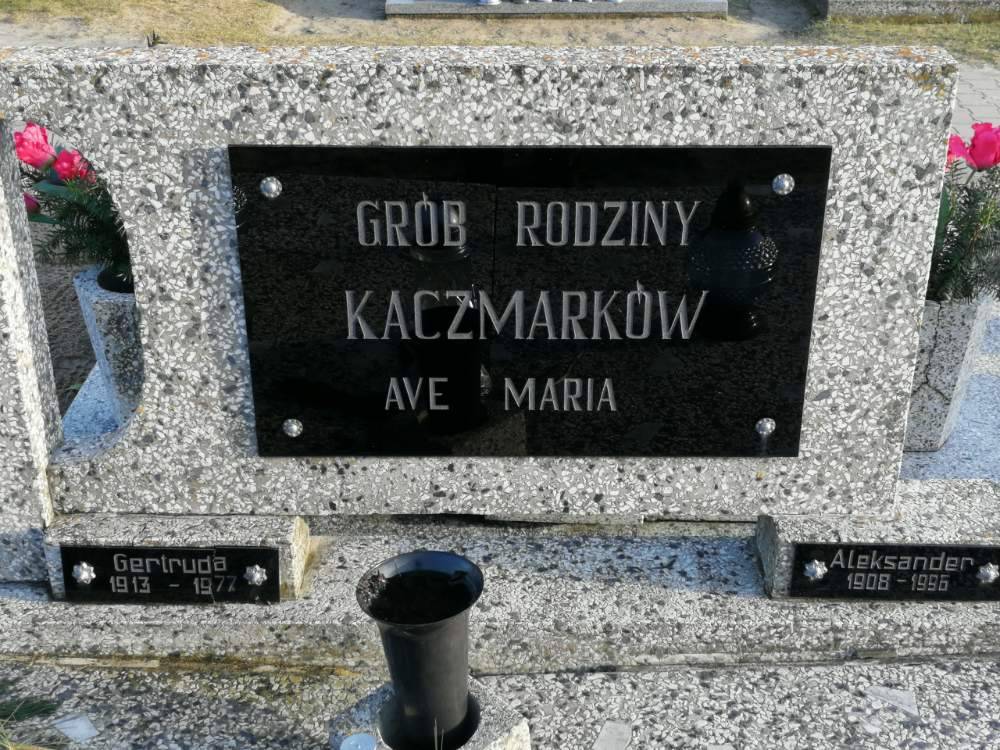 GRÓB RODZINY
KACZMARKÓW
AVE MARIA
Gertruda
1913 - 1977
Aleksander
1908 - 1996